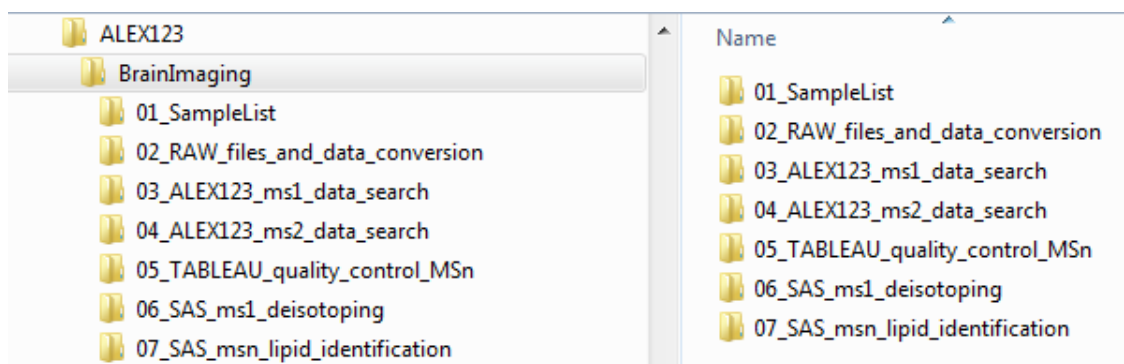 ALEX123
BrainImaging
01_SampleList
02_RAW_files_and_data_conversion
03_ALEX123_ms1_data_search
04_ALEX123_ms2_data_search
05_TABLEAU_quality_control_MSn
06_SAS_ms1_deisotoping
07_SAS_msn_lipid_identification
Name
01_SampleList
02_RAW_files_and_data_conversion
03_ALEX123_ms1_data_search
04_ALEX123_ms2_data_search
05_TABLEAU_quality_control_MSn
06_SAS_ms1_deisotoping
07_SAS_msn_lipid_identification